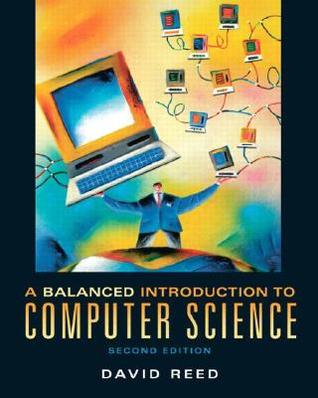 A BALANCED INTRODUCTION TO
COMPUTER SCIENCE
SECOND EDITION
DAVID REED